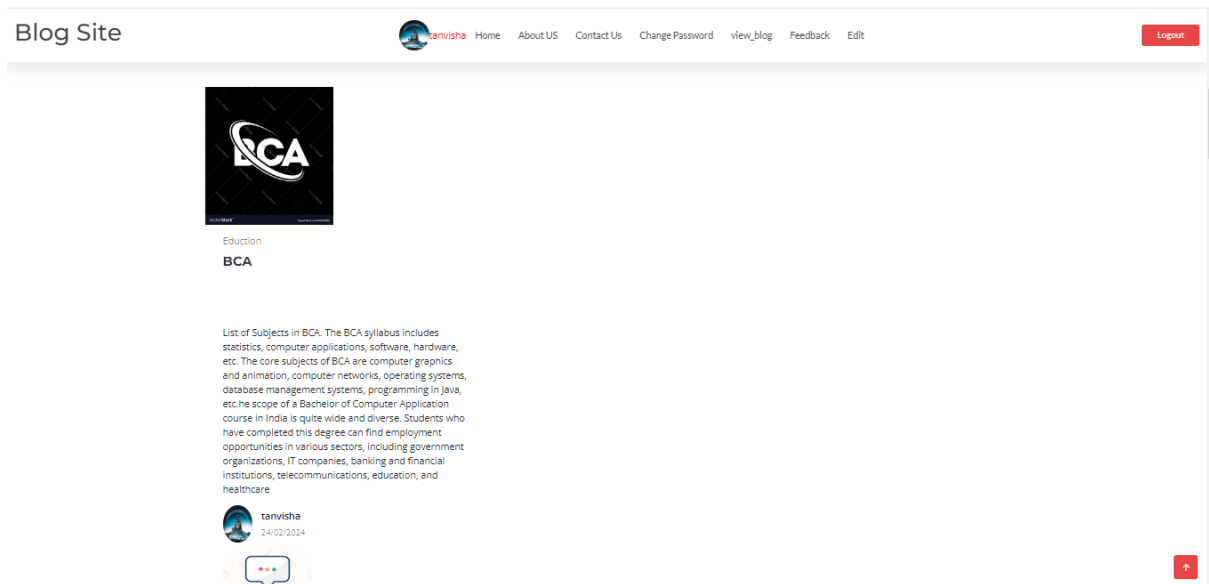 Blog Site
tanvisha Home About US Contact Us Change Password view_blog Feedback Edit
Logout
BCA
VectorStock
Eduction
BCA
List of Subjects in BCA. The BCA syllabus includes
statistics, computer applications, software, hardware,
etc. The core subjects of BCA are computer graphics
and animation, computer networks, operating systems,
database management systems, programming in Java,
etc.he scope of a Bachelor of Computer Application
course in India is quite wide and diverse. Students who
have completed this degree can find employment
opportunities in various sectors, including government
organizations, IT companies, banking and financial
institutions, telecommunications, education, and
healthcare
tanvisha
24/02/2024